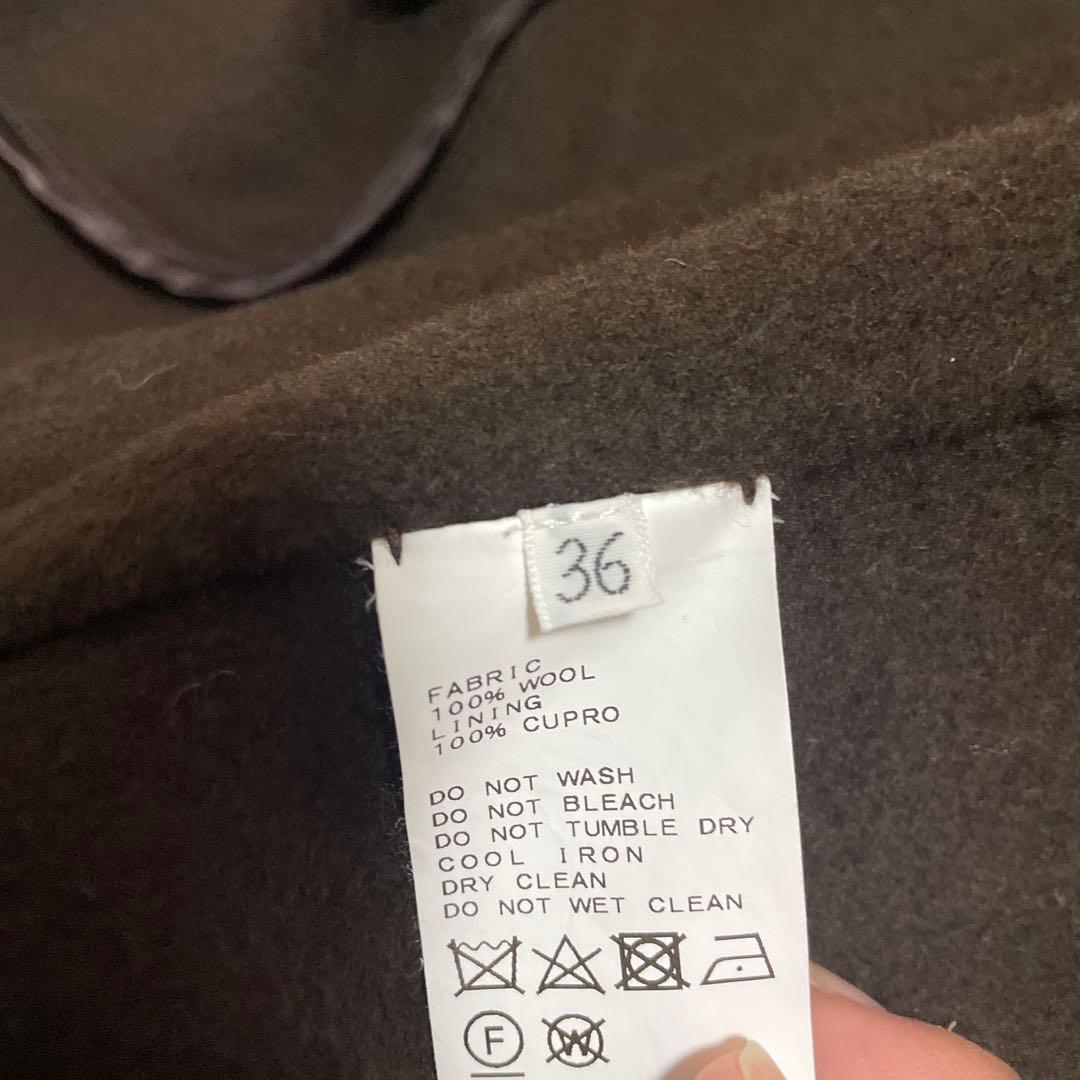 36
FABRIC
100% WOOL
LINING
100% CUPRO
DO NOT WASH
DO NOT BLEACH
DO NOT TUMBLE DRY
COOL IRON
DRY CLEAN
DO NOT WET CLEAN
F W